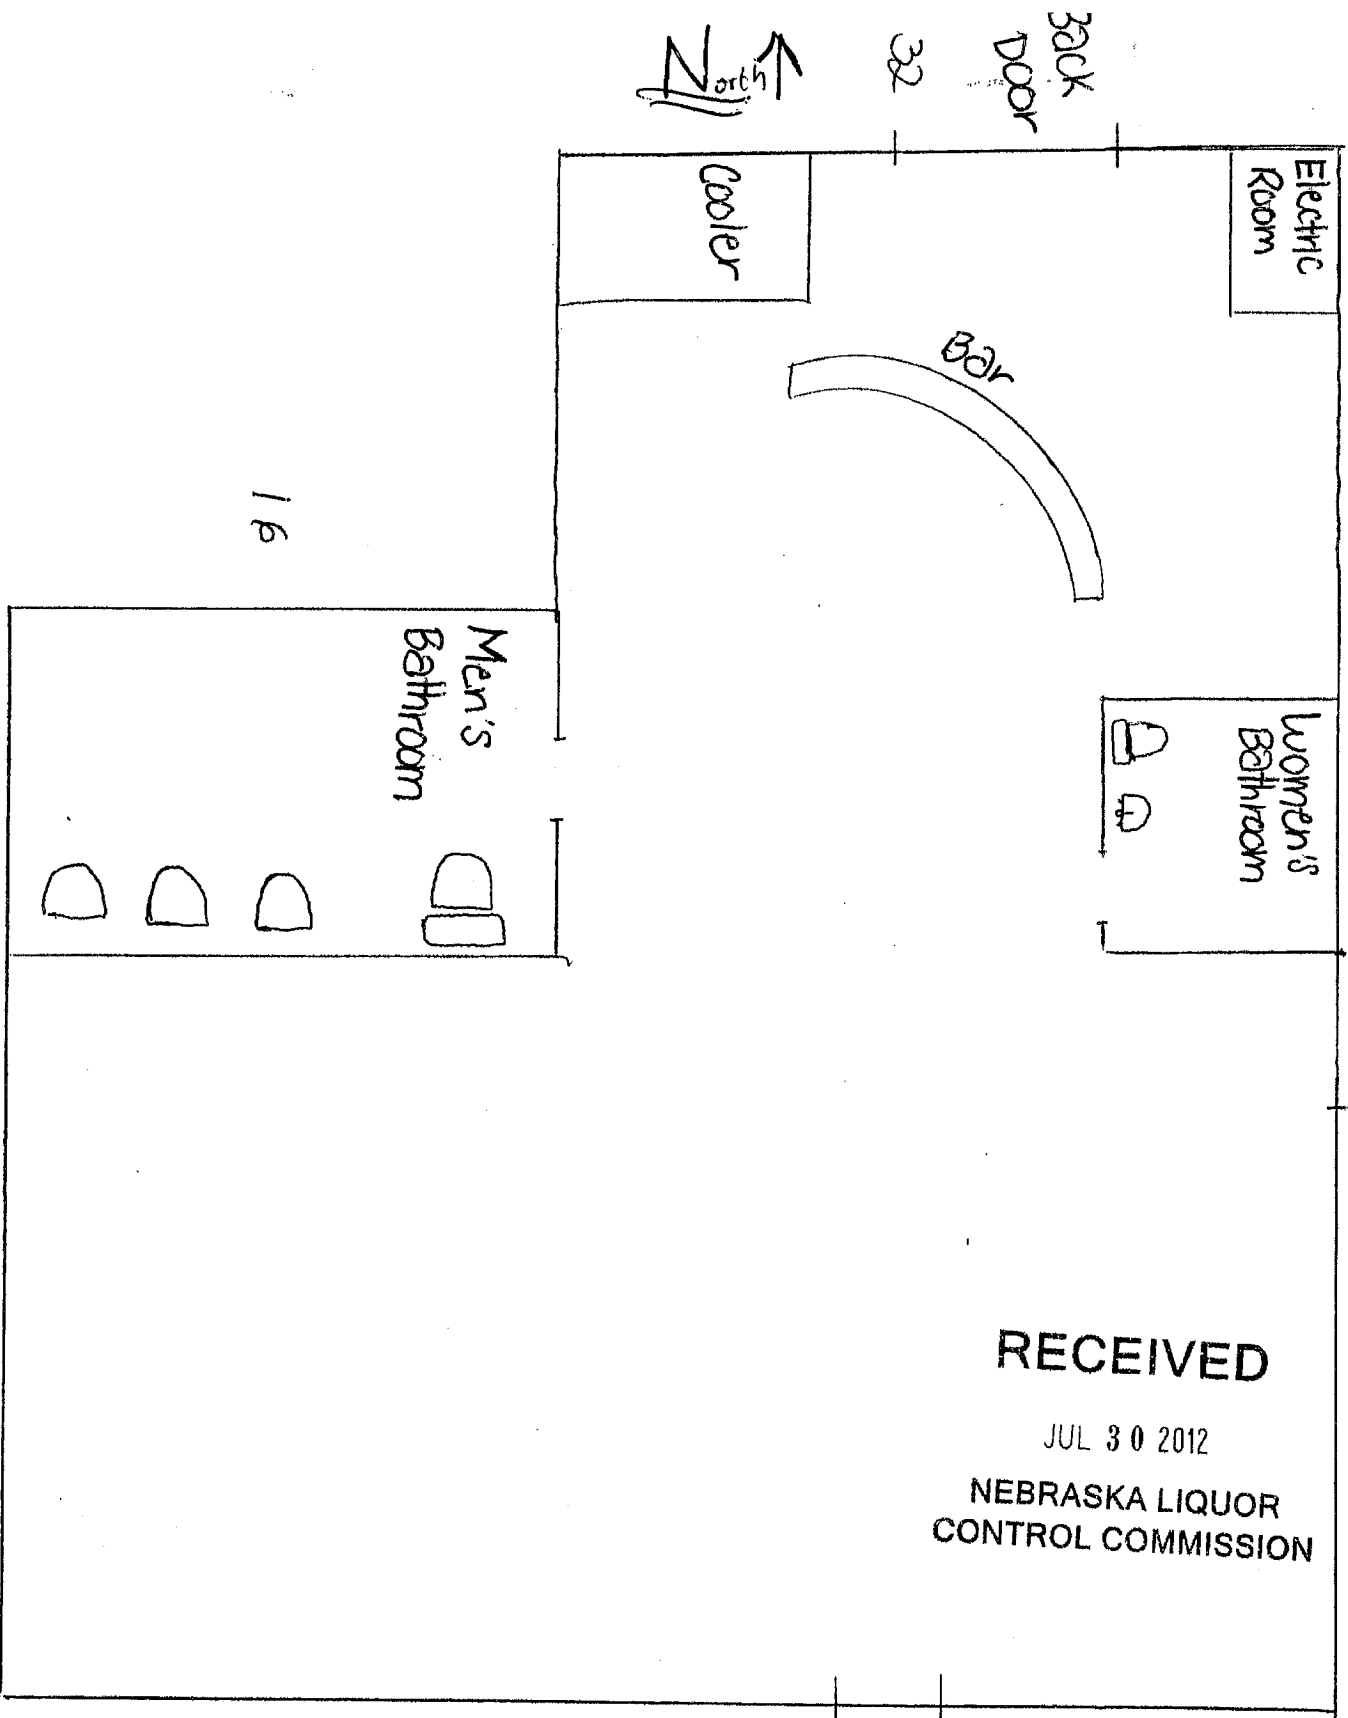 Back
Door
32
North
Electric
Room
Cooler
Bar
16
Men's
Bathroom
Women's
Bathroom
RECEIVED
JUL 30 2012
NEBRASKA LIQUOR
CONTROL COMMISSION